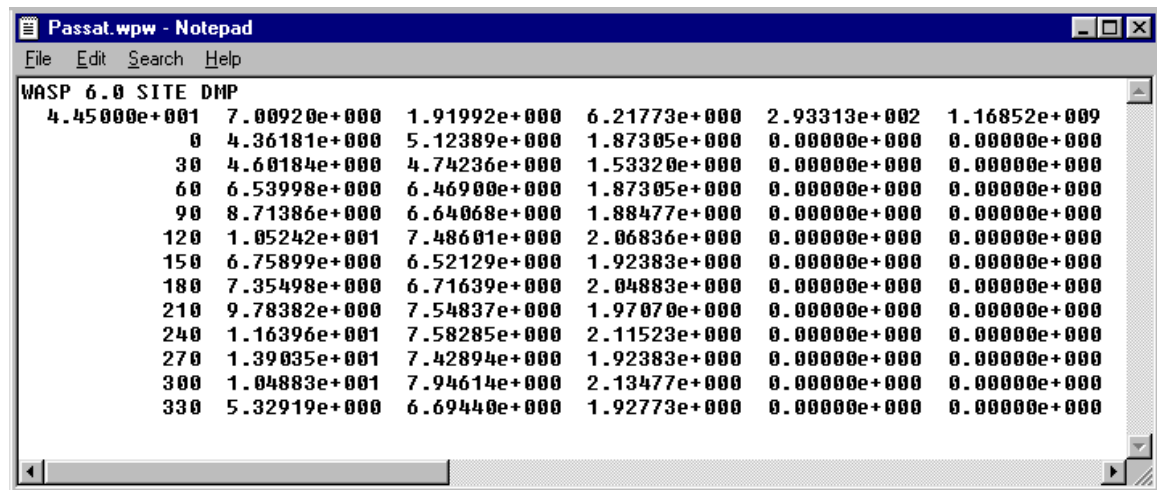 Passat.wpw - Notepad
File Edit Search Help
WASP 6.0 SITE DMP
4.45000e+001 7.00920e+000 1.91992e+000 6.21773e+000 2.93313e+002 1.16852e+009
0 4.36181e+000 5.12389e+000 1.87305e+000 0.00000e+000 0.00000e+000
30 4.60184e+000 4.74236e+000 1.53320e+000 0.00000e+000 0.00000e+000
60 6.53998e+000 6.46900e+000 1.87305e+000 0.00000e+000 0.00000e+000
90 8.71386e+000 6.64068e+000 1.88477e+000 0.00000e+000 0.00000e+000
120 1.05242e+001 7.48601e+000 2.06836e+000 0.00000e+000 0.00000e+000
150 6.75899e+000 6.52129e+000 1.92383e+000 0.00000e+000 0.00000e+000
180 7.35498e+000 6.71639e+000 2.04883e+000 0.00000e+000 0.00000e+000
210 9.78382e+000 7.54837e+000 1.97070e+000 0.00000e+000 0.00000e+000
240 1.16396e+001 7.58285e+000 2.11523e+000 0.00000e+000 0.00000e+000
270 1.39035e+001 7.42894e+000 1.92383e+000 0.00000e+000 0.00000e+000
300 1.04883e+001 7.94614e+000 2.13477e+000 0.00000e+000 0.00000e+000
330 5.32919e+000 6.69440e+000 1.92773e+000 0.00000e+000 0.00000e+000